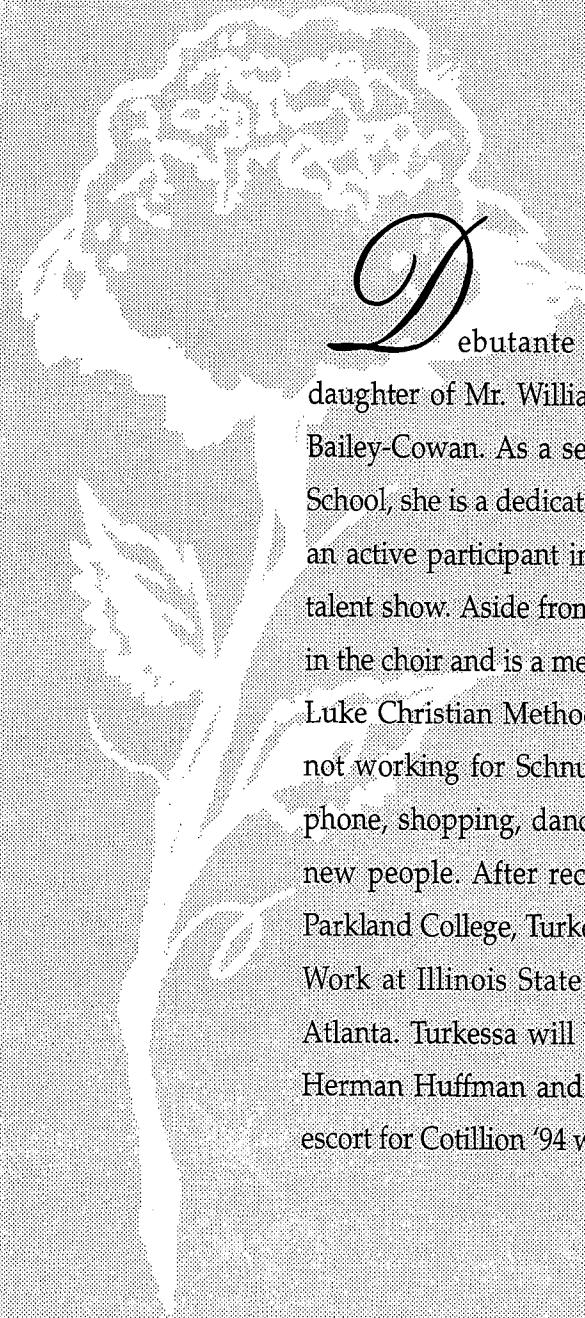 Debutante
daughter of Mr. Willia
Bailey-Cowan. As a se
School, she is a dedicat
an active participant in
talent show. Aside from
in the choir and is a me
Luke Christian Metho
not working for Schnu
phone, shopping, danc
new people. After rec
Parkland College, Turke
Work at Illinois State
Atlanta. Turkessa will
Herman Huffman and
escort for Cotillion ‘94 w